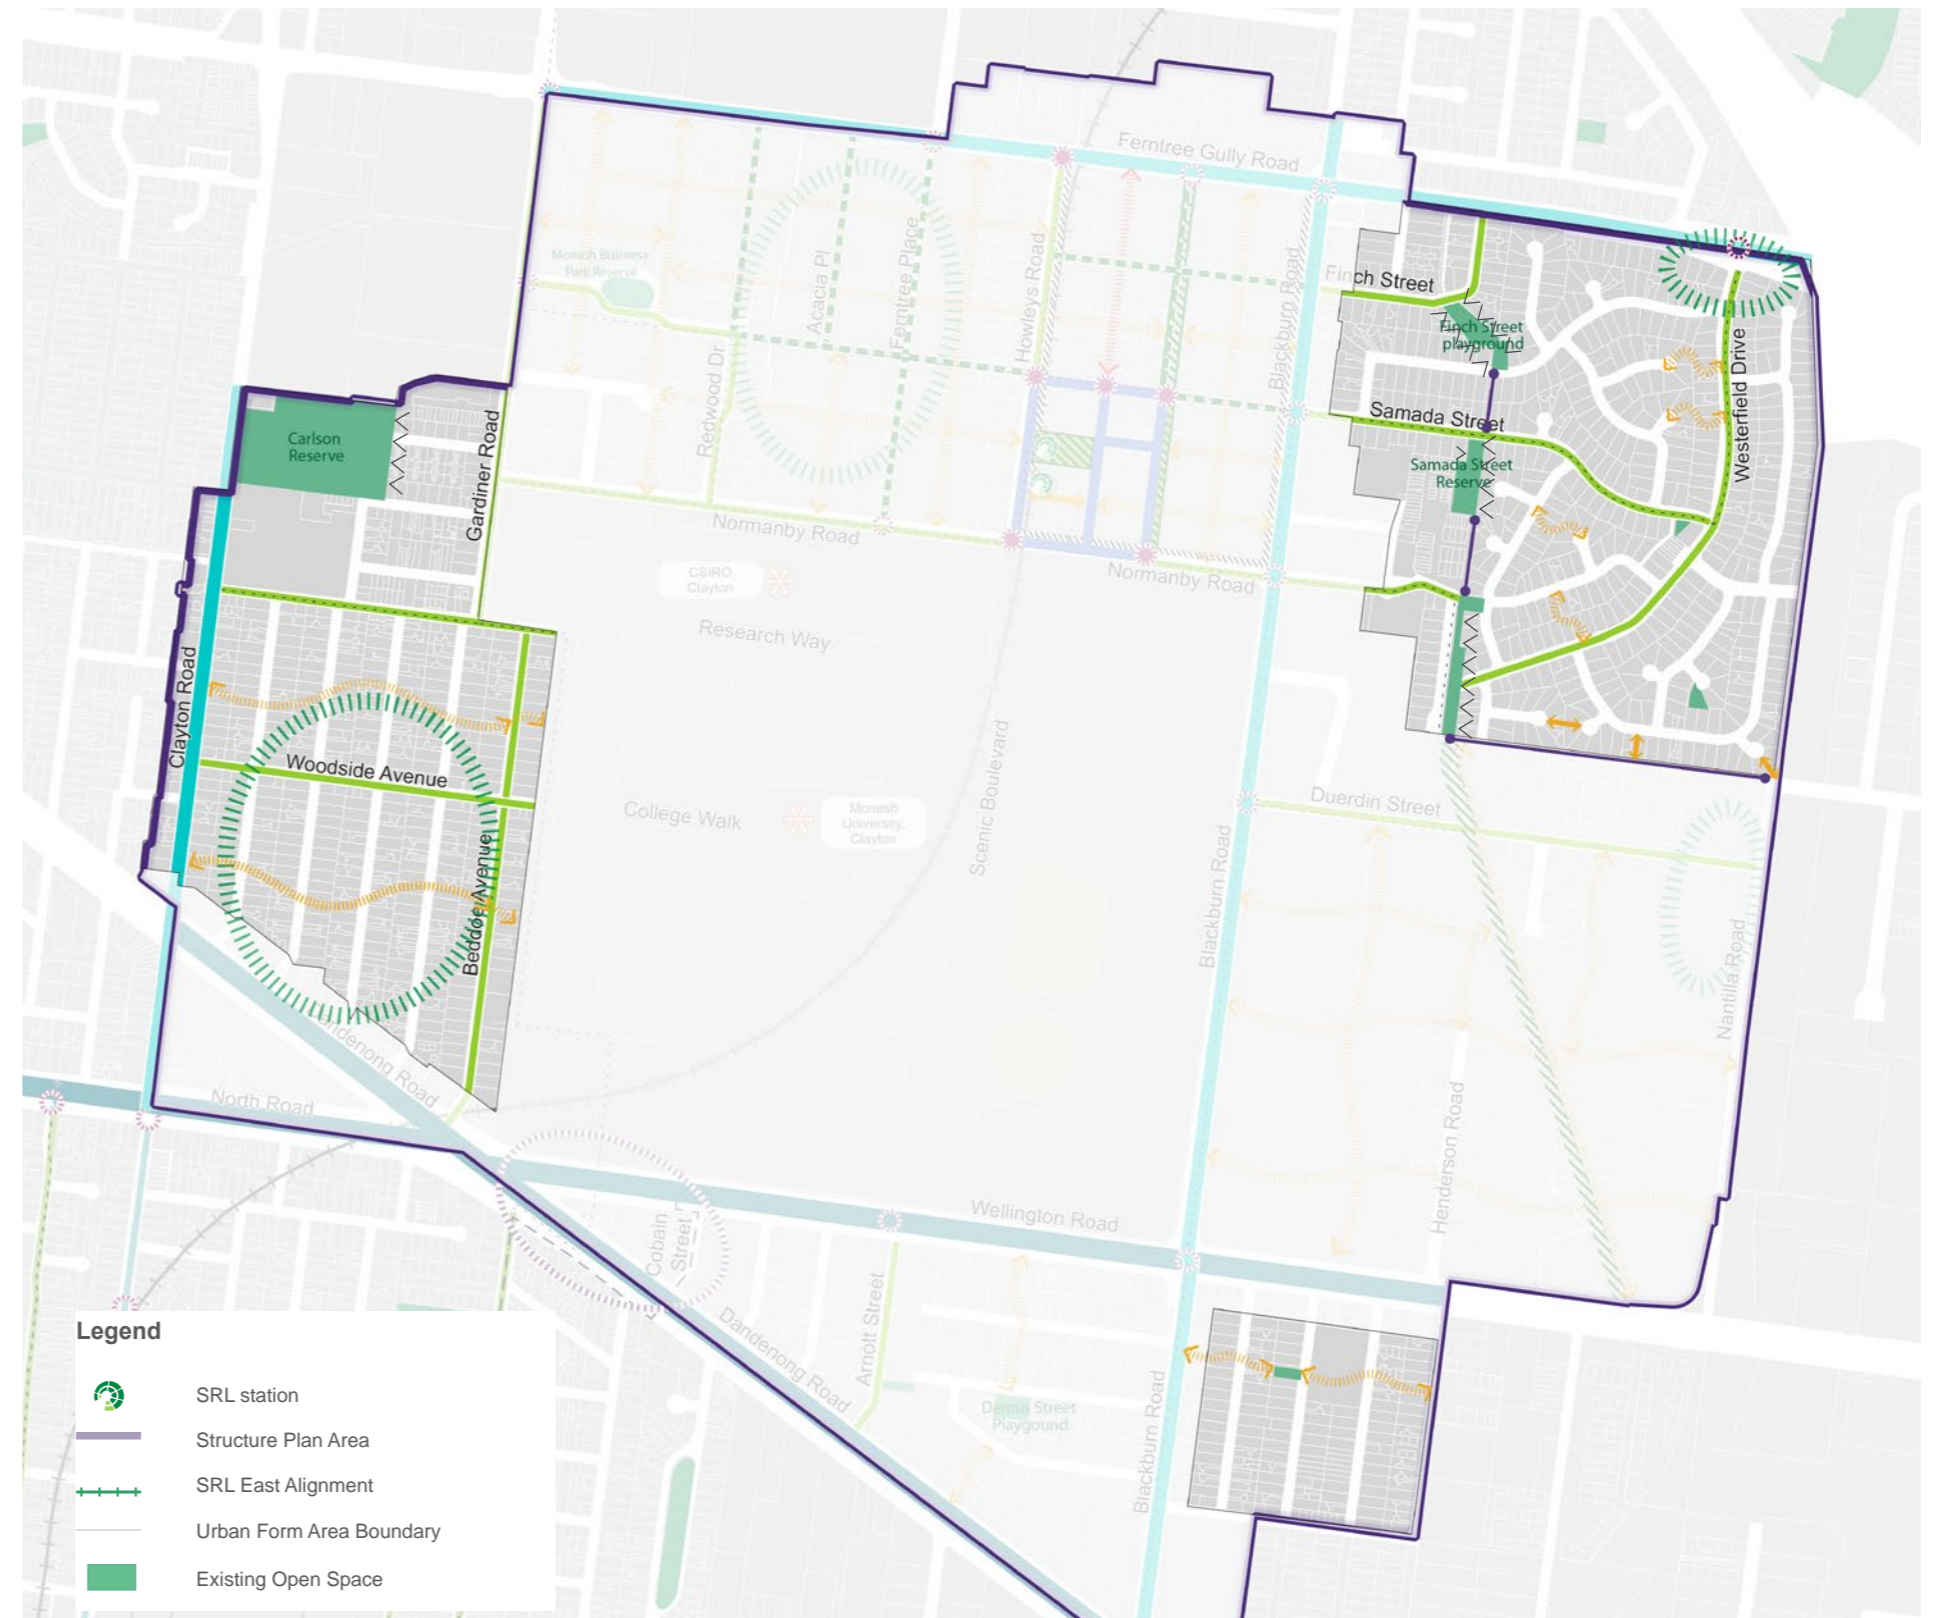 Ferntree Gully Road
Monash Business
Park Reserve
Acacia Pl
Ferntree Place
Howleys Road
Blackburn Road
Finch Street
Finch Street
playground
Westerfield Drive
Redwood Dr
Samada Street
Samada Street
Reserve
Carlson
Reserve
Gardiner Road
Normanby Road
Normanby Road
CSIRO,
Clayton
Research Way
Clayton Road
Woodside Avenue
College Walk
Monash
University,
Clayton
Scenic Boulevard
Duerdin Street
Beddoe Avenue
Blackburn Road
Nantilla Road
Dandenong Road
North Road
Henderson Road
Wellington Road
Cobain
Street
Arnott Street
Dandenong Road
Dennis Street
Playgound
Blackburn Road
Legend
SRL station
Structure Plan Area
SRL East Alignment
Urban Form Area Boundary
Existing Open Space